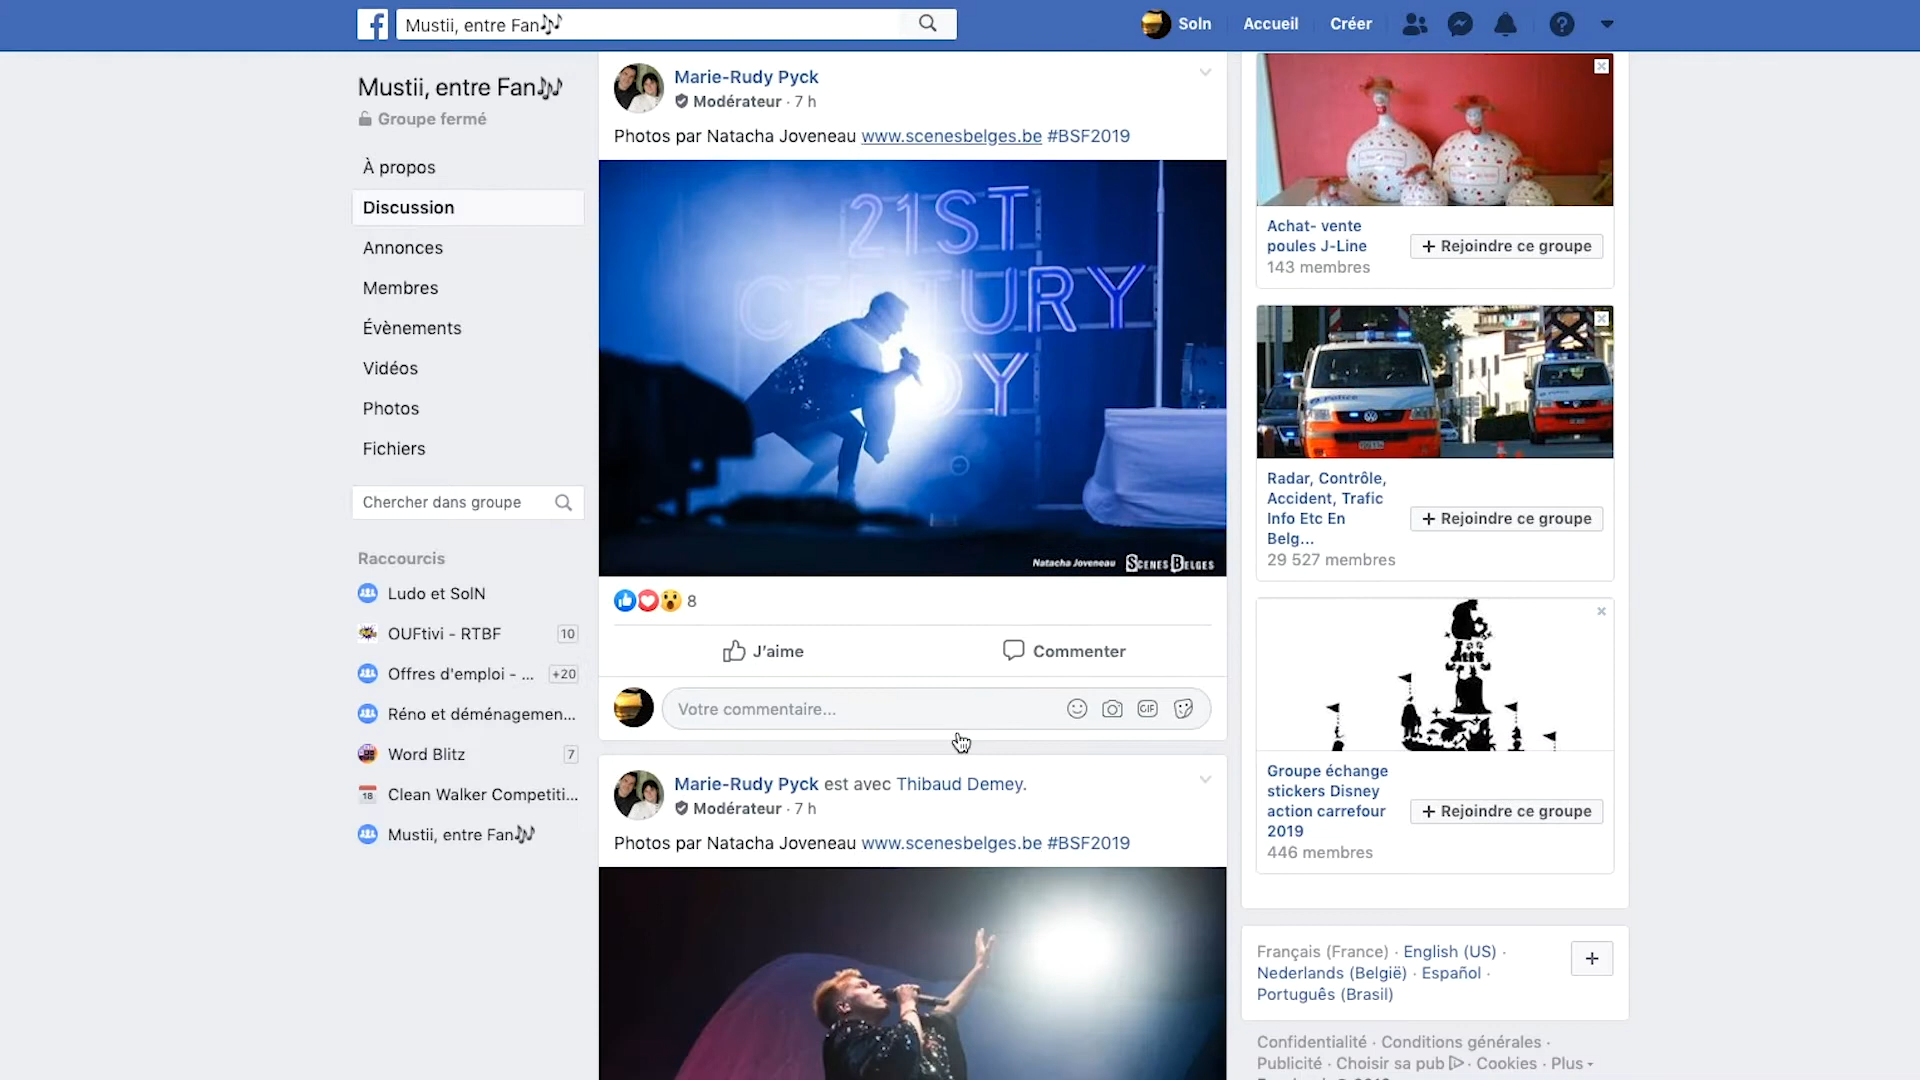 Mustii, entre Fan🎶
Soln
Accueil
Créer
Mustii, entre Fan🎶
Groupe fermé
À propos
Discussion
Annonces
Membres
Évènements
Vidéos
Photos
Fichiers
Chercher dans groupe
Raccourcis
Ludo et SolN
OUFtivi - RTBF
10
Offres d'emploi - ...
+20
Réno et déménagemen...
Word Blitz
7
18
Clean Walker Competiti...
Mustii, entre Fan🎶
Marie-Rudy Pyck
Modérateur · 7 h
Photos par Natacha Joveneau www.scenesbelges.be #BSF2019
21ST
CENTURY
Y
Natacha Joveneau SCENES BELGES
8
J'aime
Commenter
Votre commentaire...
GIF
Marie-Rudy Pyck est avec Thibaud Demey.
Modérateur · 7 h
Photos par Natacha Joveneau www.scenesbelges.be #BSF2019
Achat- vente
poules J-Line
143 membres
+ Rejoindre ce groupe
Police
Radar, Contrôle,
Accident, Trafic
Info Etc En
Belg...
29 527 membres
+ Rejoindre ce groupe
Groupe échange
stickers Disney
action carrefour
2019
446 membres
+ Rejoindre ce groupe
Français (France) · English (US) ·
Nederlands (België) · Español ·
Português (Brasil)
+
Confidentialité · Conditions générales ·
Publicité · Choisir sa pub · Cookies · Plus